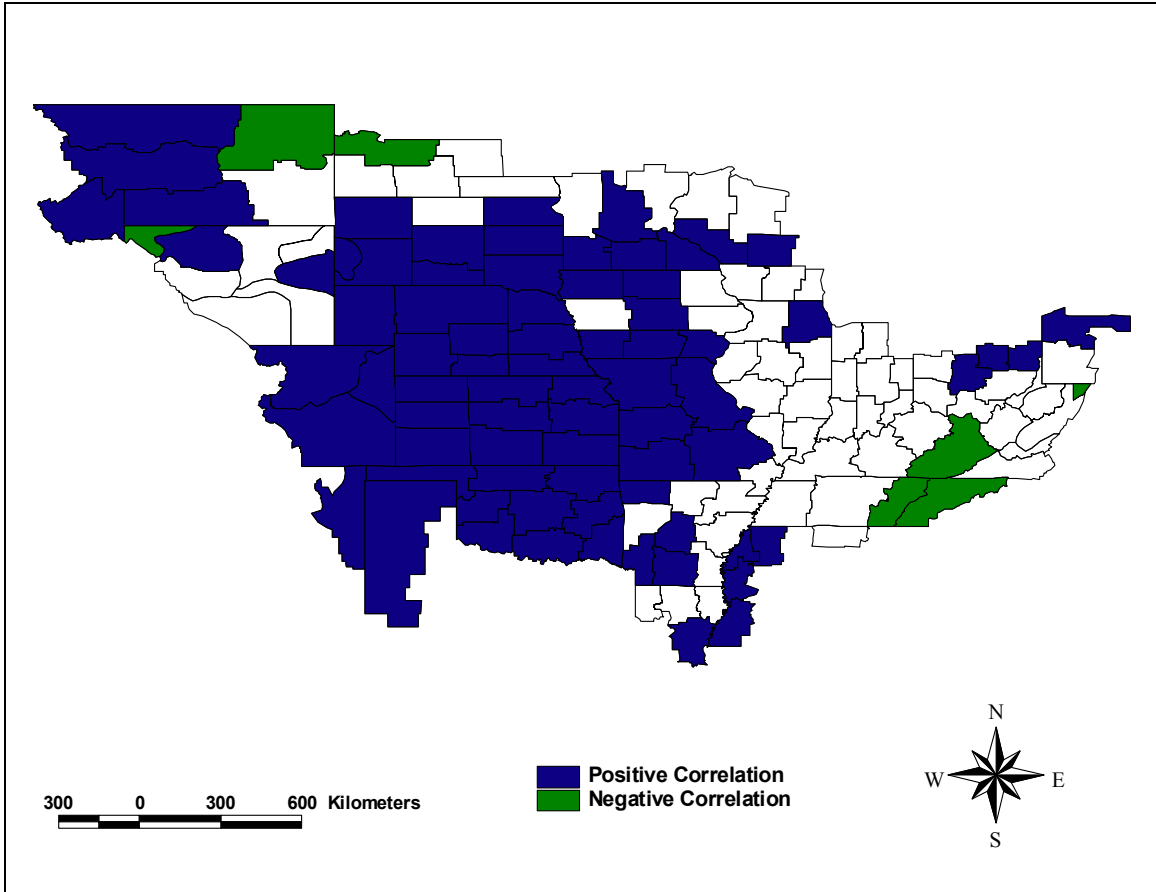 N
W E
S
Positive Correlation
Negative Correlation
300 0 300 600 Kilometers